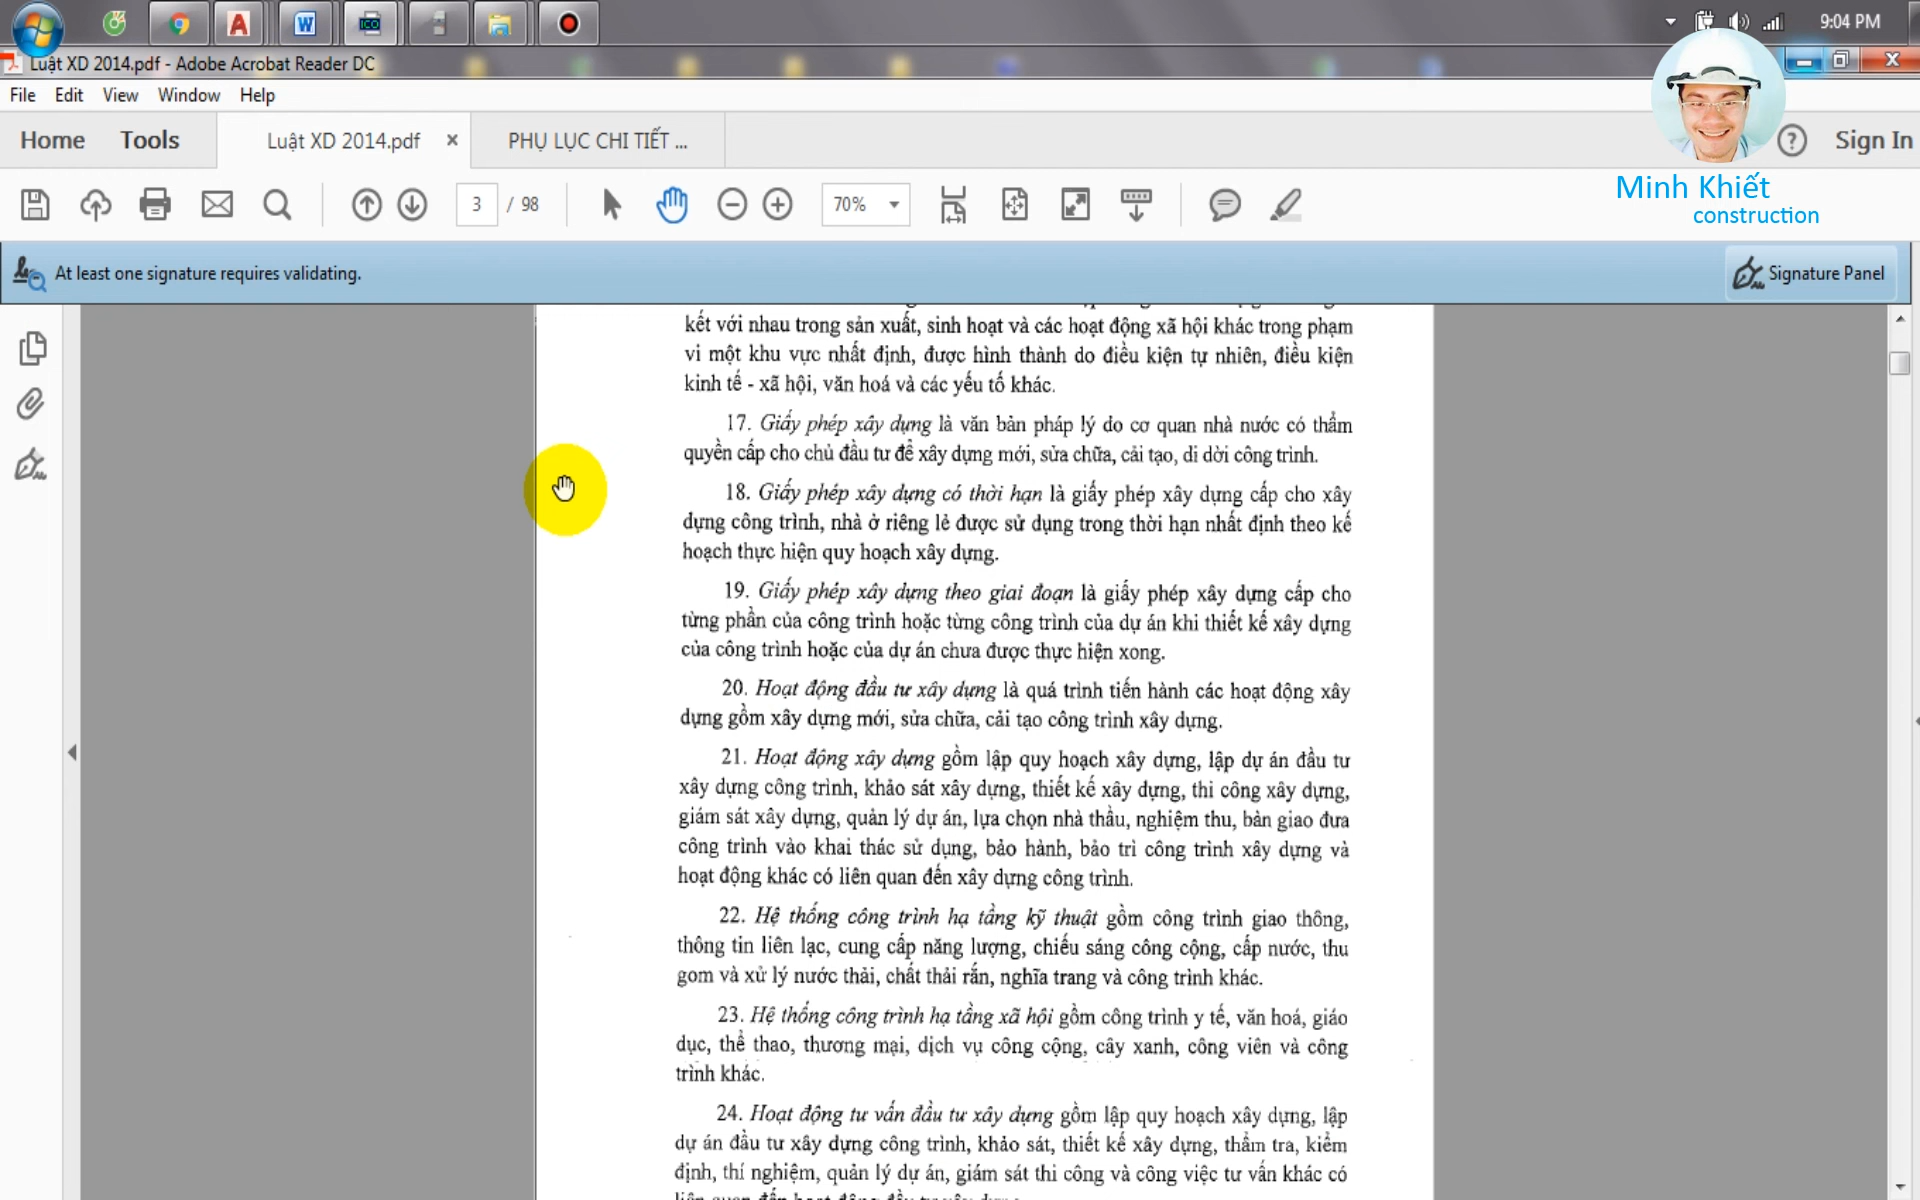 9:04 PM
Luật XD 2014.pdf - Adobe Acrobat Reader DC
File Edit View Window Help
Home Tools Luật XD 2014.pdf × PHỤ LỤC CHI TIẾT ... Sign In
3 / 98 70%
Minh Khiết
construction
At least one signature requires validating. Signature Panel
kết với nhau trong sản xuất, sinh hoạt và các hoạt động xã hội khác trong phạm
vi một khu vực nhất định, được hình thành do điều kiện tự nhiên, điều kiện
kinh tế - xã hội, văn hoá và các yếu tố khác.
17. Giấy phép xây dựng là văn bản pháp lý do cơ quan nhà nước có thẩm
quyền cấp cho chủ đầu tư để xây dựng mới, sửa chữa, cải tạo, di dời công trình.
18. Giấy phép xây dựng có thời hạn là giấy phép xây dựng cấp cho xây
dựng công trình, nhà ở riêng lẻ được sử dụng trong thời hạn nhất định theo kế
hoạch thực hiện quy hoạch xây dựng.
19. Giấy phép xây dựng theo giai đoạn là giấy phép xây dựng cấp cho
từng phần của công trình hoặc từng công trình của dự án khi thiết kế xây dựng
của công trình hoặc của dự án chưa được thực hiện xong.
20. Hoạt động đầu tư xây dựng là quá trình tiến hành các hoạt động xây
dựng gồm xây dựng mới, sửa chữa, cải tạo công trình xây dựng.
21. Hoạt động xây dựng gồm lập quy hoạch xây dựng, lập dự án đầu tư
xây dựng công trình, khảo sát xây dựng, thiết kế xây dựng, thi công xây dựng,
giám sát xây dựng, quản lý dự án, lựa chọn nhà thầu, nghiệm thu, bàn giao đưa
công trình vào khai thác sử dụng, bảo hành, bảo trì công trình xây dựng và
hoạt động khác có liên quan đến xây dựng công trình.
22. Hệ thống công trình hạ tầng kỹ thuật gồm công trình giao thông,
thông tin liên lạc, cung cấp năng lượng, chiếu sáng công cộng, cấp nước, thu
gom và xử lý nước thải, chất thải rắn, nghĩa trang và công trình khác.
23. Hệ thống công trình hạ tầng xã hội gồm công trình y tế, văn hoá, giáo
dục, thể thao, thương mại, dịch vụ công cộng, cây xanh, công viên và công
trình khác.
24. Hoạt động tư vấn đầu tư xây dựng gồm lập quy hoạch xây dựng, lập
dự án đầu tư xây dựng công trình, khảo sát, thiết kế xây dựng, thẩm tra, kiểm
định, thí nghiệm, quản lý dự án, giám sát thi công và công việc tư vấn khác có